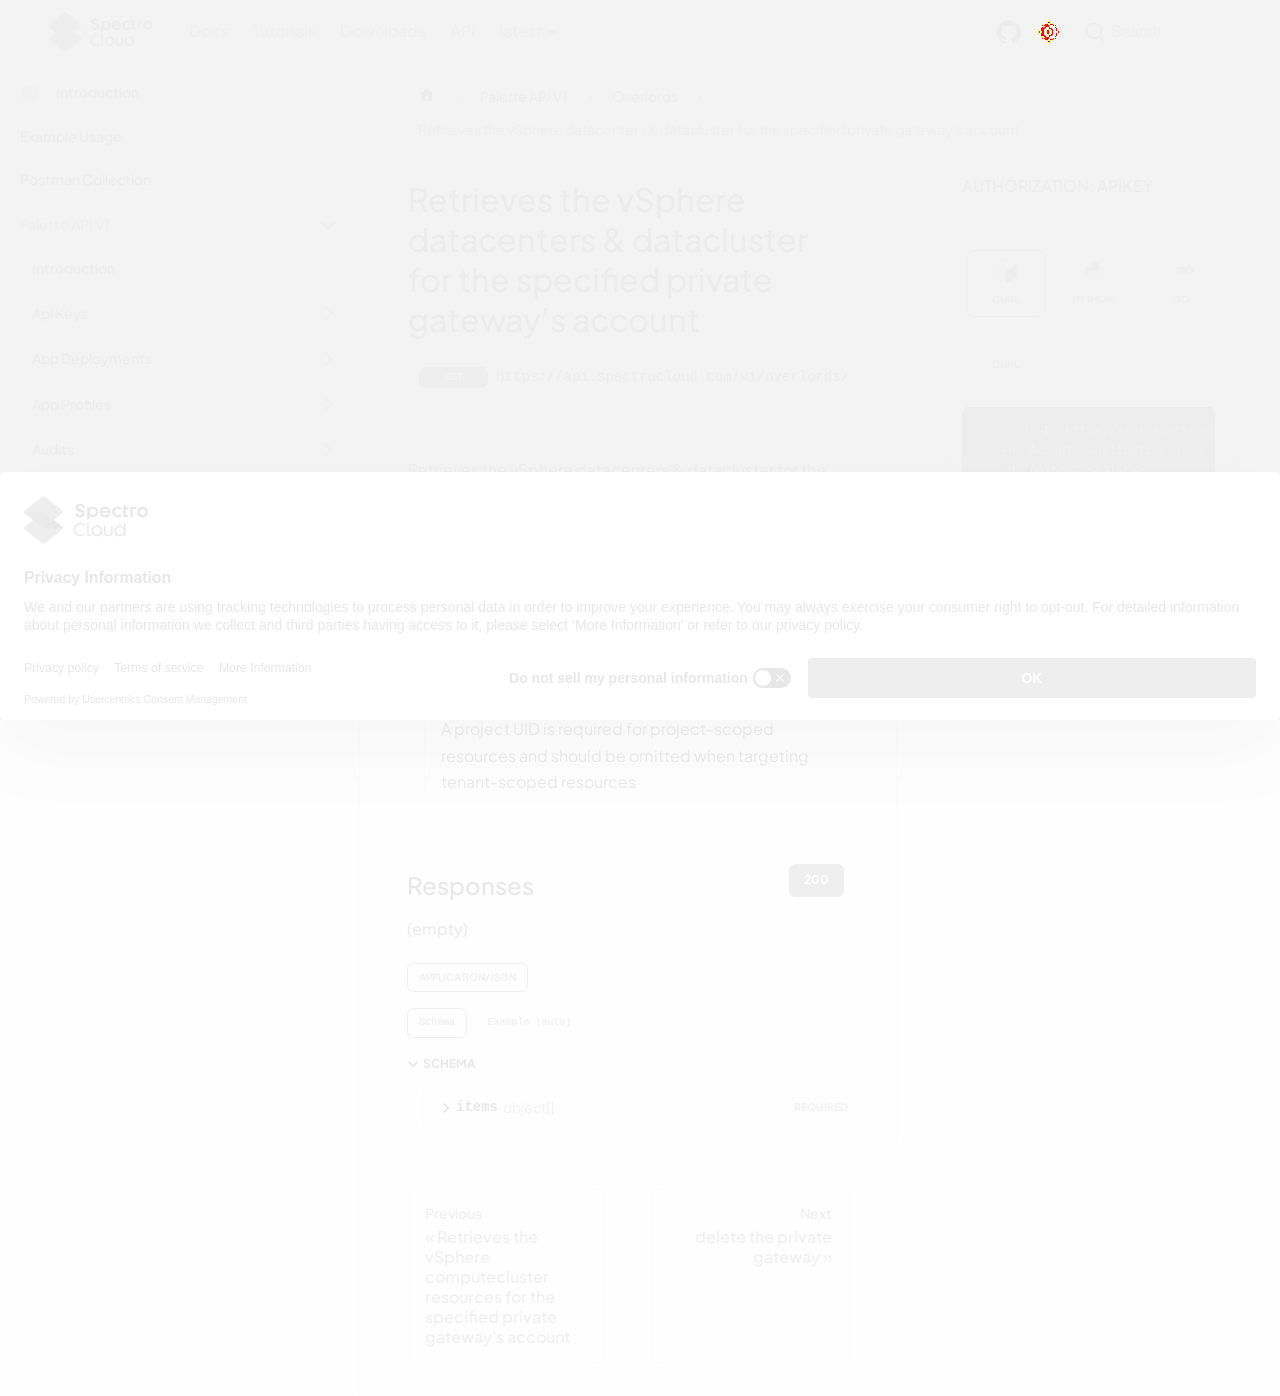 Spectro
Cloud
Docs Tutorials Downloads API latest
Search
Introduction
Example Usage
Postman Collection
Palette API V1
Introduction
Api Keys
App Deployments
App Profiles
Audits
Palette API V1
Overlords
Retrieves the vSphere datacenters & datacluster for the specified private gateway's account
Retrieves the vSphere
datacenters & datacluster
for the specified private
gateway's account
GET https://api.spectrocloud.com/v1/overlords/
Retrieves the vSphere datacenters & datacluster for the
AUTHORIZATION: APIKEY
CURL PYTHON GO
CURL
Spectro
Cloud
Privacy Information
We and our partners are using tracking technologies to process personal data in order to improve your experience. You may always exercise your consumer right to opt-out. For detailed information
about personal information we collect and third parties having access to it, please select 'More Information' or refer to our privacy policy.
Privacy policy Terms of service More Information
Powered by Usercentrics Consent Management
Do not sell my personal information
OK
A project UID is required for project-scoped
resources and should be omitted when targeting
tenant-scoped resources
Responses
200
(empty)
APPLICATION/JSON
Schema Example (auto)
SCHEMA
items object[] REQUIRED
Previous
« Retrieves the
vSphere
computecluster
resources for the
specified private
gateway's account
Next
delete the private
gateway »